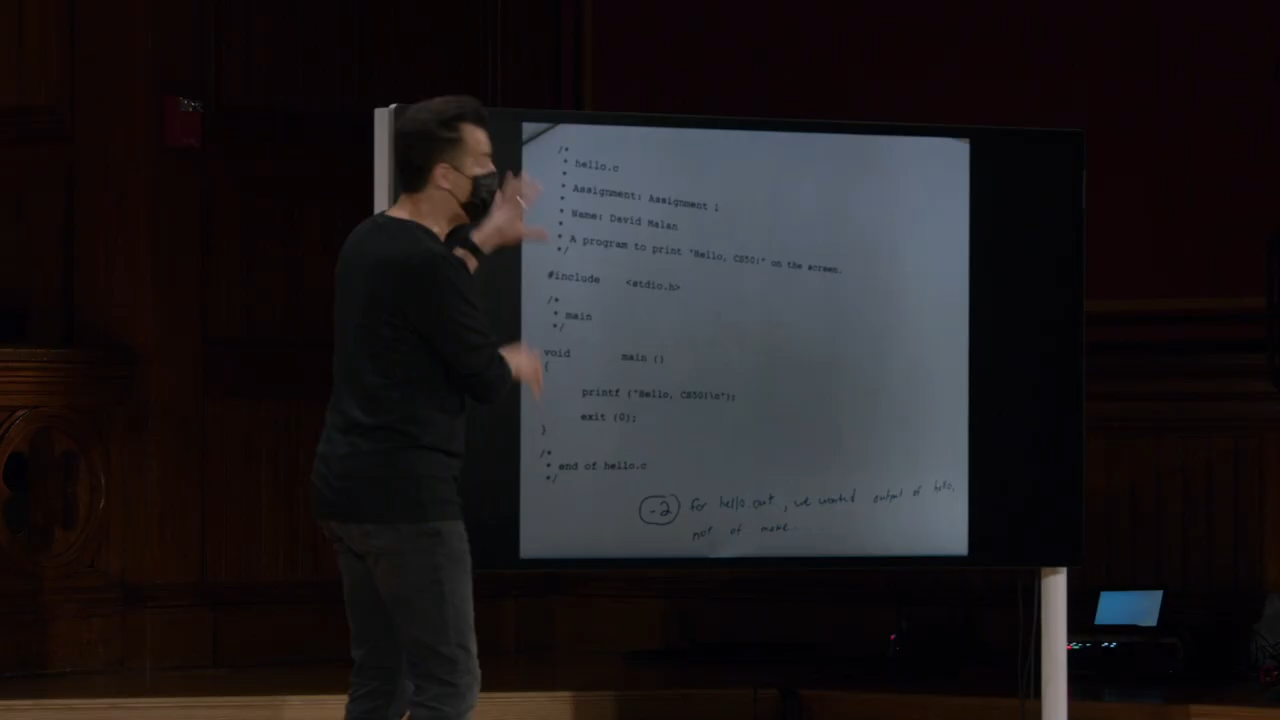 /*
* hello.c
*
* Assignment: Assignment 1
*
* Name: David Malan
*
* A program to print "Hello, CS50!" on the screen.
*/
#include <stdio.h>
/*
* main
*/
void main ()
{
printf ("Hello, CS50!\n");
exit (0);
}
/*
* end of hello.c
*/
-2 for hello.out, we wanted output of hello,
not of make.